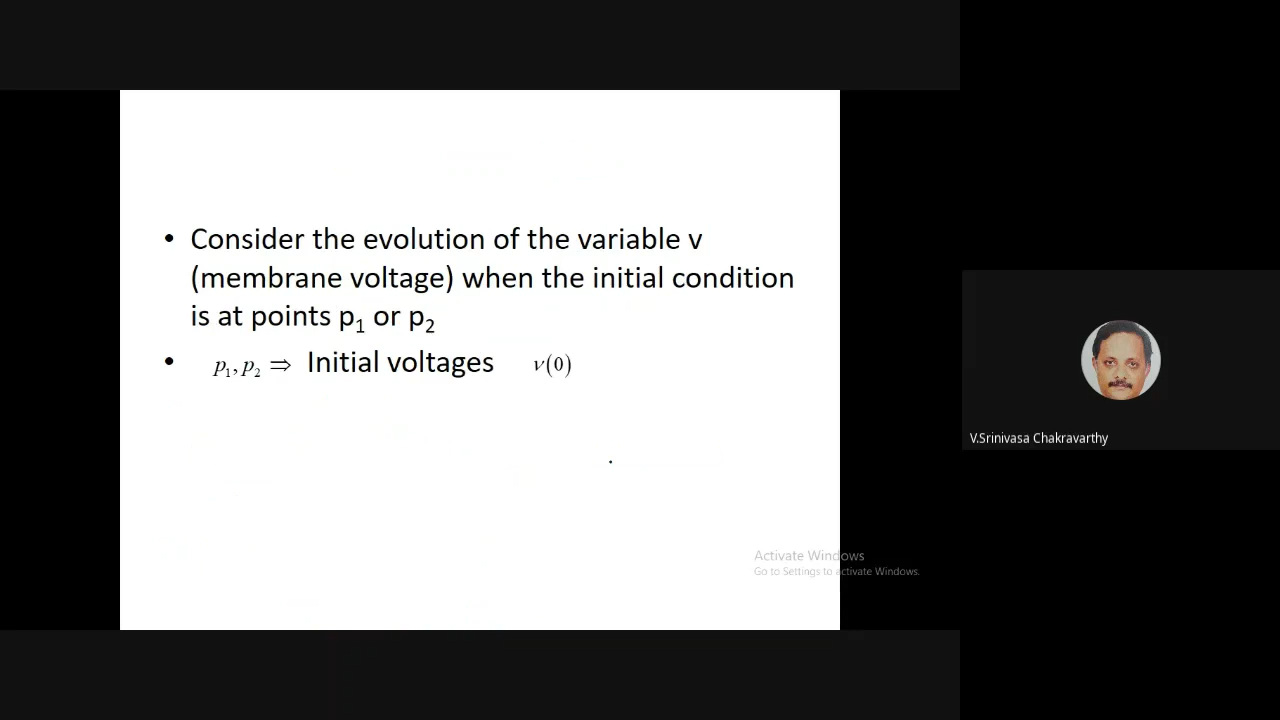 • Consider the evolution of the variable v
(membrane voltage) when the initial condition
is at points p₁ or p₂
• p₁, p₂ ⇒ Initial voltages ν(0)
V.Srinivasa Chakravarthy
Activate Windows
Go to Settings to activate Windows.